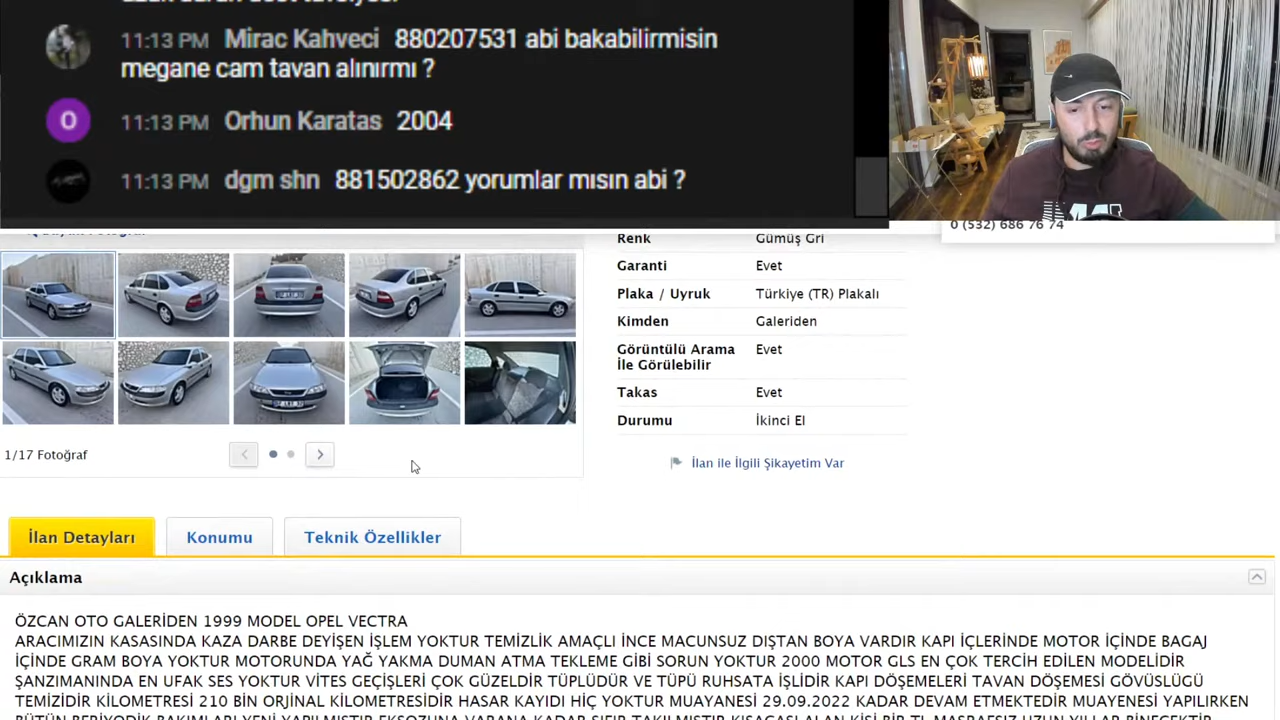 11:13 PM Mirac Kahveci 880207531 abi bakabilirmisin
megane cam tavan alınırmı ?
O
11:13 PM Orhun Karatas 2004
11:13 PM dgm shn 881502862 yorumlar mısın abi ?
0 (532) 686 76 74
Renk Gümüş Gri
Garanti Evet
Plaka / Uyruk Türkiye (TR) Plakalı
Kimden Galeriden
Görüntülü Arama
İle Görülebilir Evet
Takas Evet
Durumu İkinci El
1/17 Fotoğraf
İlan ile İlgili Şikayetim Var
İlan Detayları Konumu Teknik Özellikler
Açıklama
ÖZCAN OTO GALERİDEN 1999 MODEL OPEL VECTRA
ARACIMIZIN KASASINDA KAZA DARBE DEYİŞEN İŞLEM YOKTUR TEMİZLİK AMAÇLI İNCE MACUNSUZ DIŞTAN BOYA VARDIR KAPI İÇLERİNDE MOTOR İÇİNDE BAGAJ
İÇİNDE GRAM BOYA YOKTUR MOTORUNDA YAĞ YAKMA DUMAN ATMA TEKLEME GİBİ SORUN YOKTUR 2000 MOTOR GLS EN ÇOK TERCİH EDİLEN MODELİDİR
ŞANZIMANINDA EN UFAK SES YOKTUR VİTES GEÇİŞLERİ ÇOK GÜZELDİR TÜPLÜDÜR VE TÜPÜ RUHSATA İŞLİDİR KAPI DÖŞEMELERİ TAVAN DÖŞEMESİ GÖVÜSLÜGÜ
TEMİZİDİR KİLOMETRESİ 210 BİN ORJİNAL KİLOMETRESİDİR HASAR KAYIDI HİÇ YOKTUR MUAYANESİ 29.09.2022 KADAR DEVAM ETMEKTEDİR MUAYENESİ YAPILIRKEN